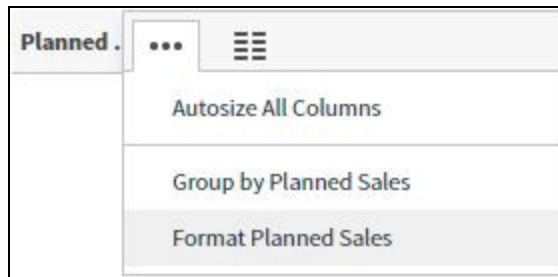 Planned .
Autosize All Columns
Group by Planned Sales
Format Planned Sales